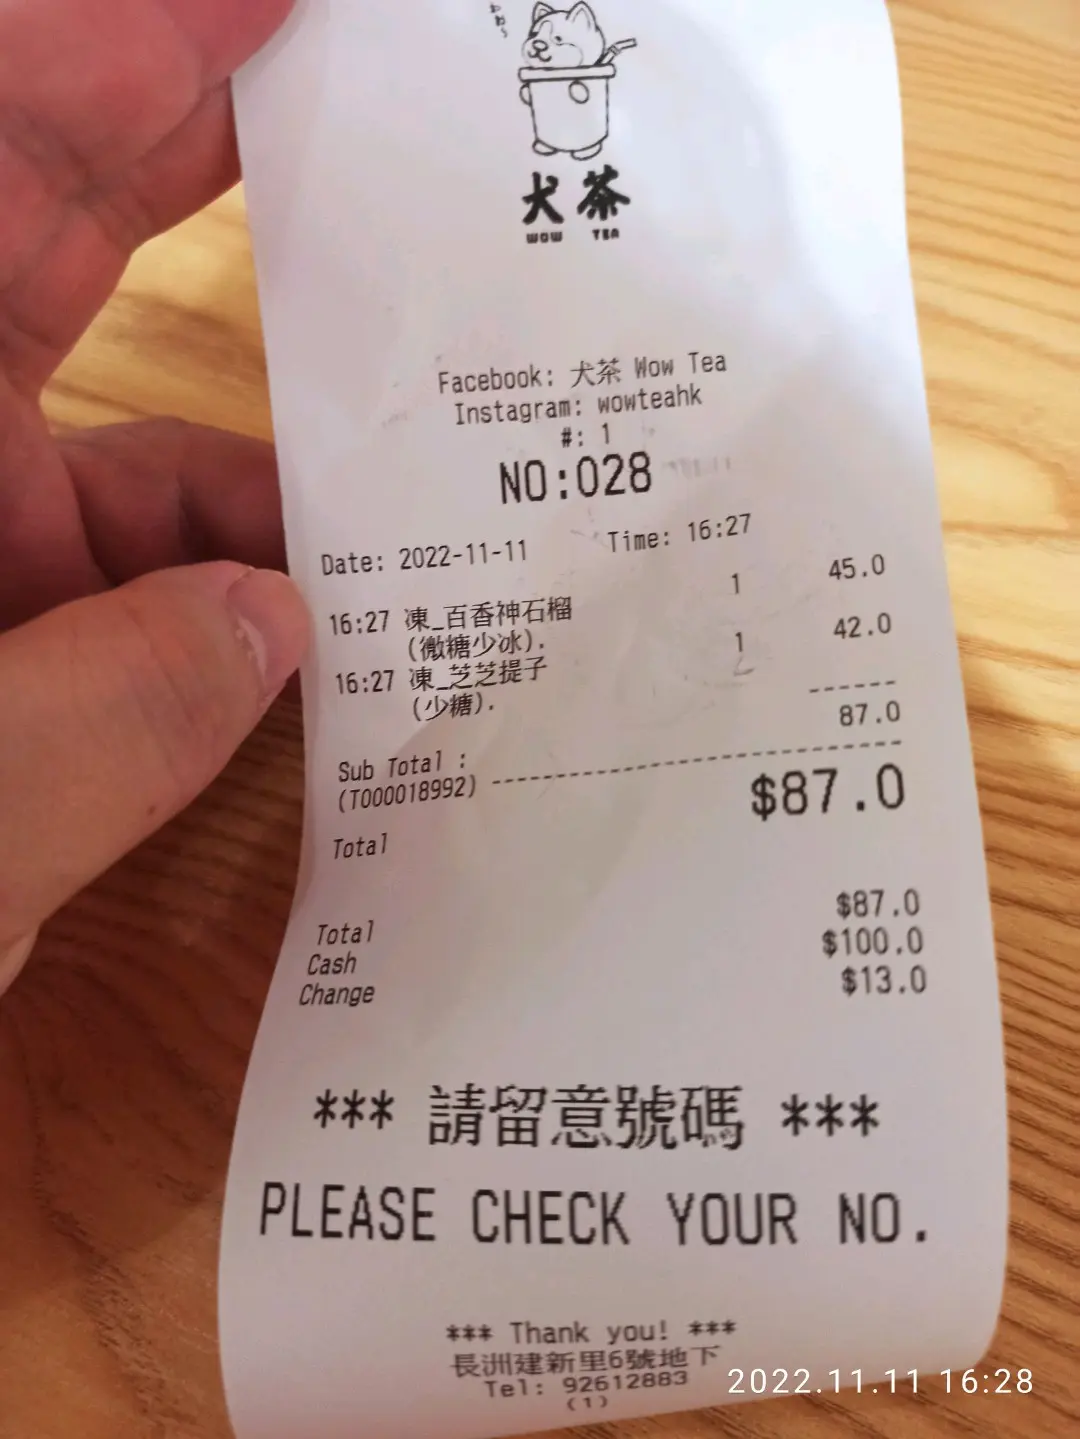 わお〜
犬茶
WOW TEA
Facebook: 犬茶 Wow Tea
Instagram: wowteahk
#: 1
NO:028
Date: 2022-11-11 Time: 16:27
16:27 凍_百香神石榴 1 45.0
(微糖少冰).
16:27 凍_芝芝提子 1 42.0
(少糖).
------
Sub Total : 87.0
(T000018992) ------------------------------
Total $87.0
Total $87.0
Cash $100.0
Change $13.0
*** 請留意號碼 ***
PLEASE CHECK YOUR NO.
*** Thank you! ***
長洲建新里6號地下
Tel: 92612883
(1)
2022.11.11 16:28